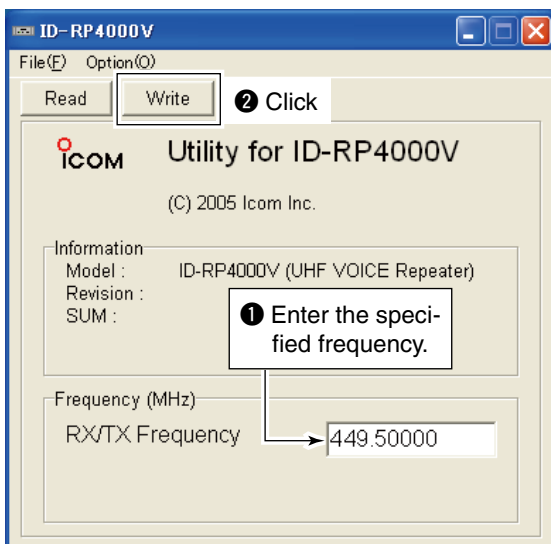 ID-RP4000V
File(F) Option(O)
Read Write ❷ Click
ICOM Utility for ID-RP4000V
(C) 2005 Icom Inc.
Information
Model : ID-RP4000V (UHF VOICE Repeater)
Revision :
SUM :
❶ Enter the speci-
fied frequency.
Frequency (MHz)
RX/TX Frequency 449.50000